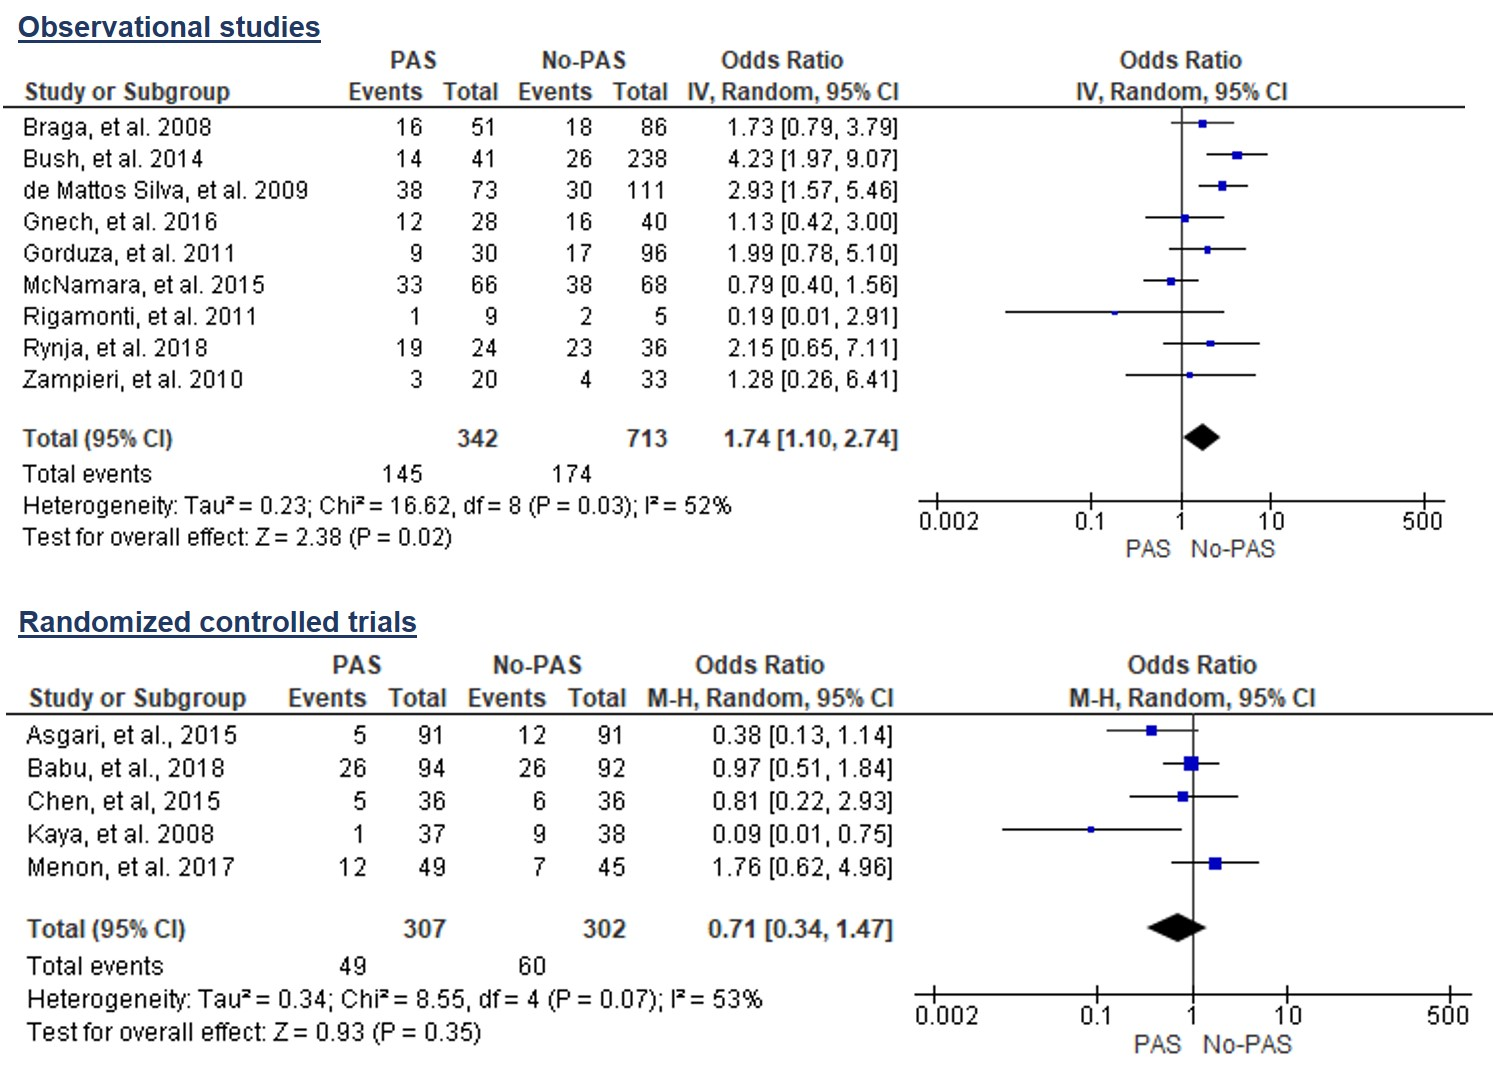 Observational studies
PAS No-PAS Odds Ratio Odds Ratio
Study or Subgroup Events Total Events Total IV, Random, 95% CI IV, Random, 95% CI
Braga, et al. 2008 16 51 18 86 1.73 [0.79, 3.79]
Bush, et al. 2014 14 41 26 238 4.23 [1.97, 9.07]
de Mattos Silva, et al. 2009 38 73 30 111 2.93 [1.57, 5.46]
Gnech, et al. 2016 12 28 16 40 1.13 [0.42, 3.00]
Gorduza, et al. 2011 9 30 17 96 1.99 [0.78, 5.10]
McNamara, et al. 2015 33 66 38 68 0.79 [0.40, 1.56]
Rigamonti, et al. 2011 1 9 2 5 0.19 [0.01, 2.91]
Rynja, et al. 2018 19 24 23 36 2.15 [0.65, 7.11]
Zampieri, et al. 2010 3 20 4 33 1.28 [0.26, 6.41]
Total (95% CI) 342 713 1.74 [1.10, 2.74]
Total events 145 174
Heterogeneity: Tau² = 0.23; Chi² = 16.62, df = 8 (P = 0.03); I² = 52%
Test for overall effect: Z = 2.38 (P = 0.02)
0.002 0.1 1 10 500
PAS No-PAS
Randomized controlled trials
PAS No-PAS Odds Ratio Odds Ratio
Study or Subgroup Events Total Events Total M-H, Random, 95% CI M-H, Random, 95% CI
Asgari, et al., 2015 5 91 12 91 0.38 [0.13, 1.14]
Babu, et al., 2018 26 94 26 92 0.97 [0.51, 1.84]
Chen, et al, 2015 5 36 6 36 0.81 [0.22, 2.93]
Kaya, et al. 2008 1 37 9 38 0.09 [0.01, 0.75]
Menon, et al. 2017 12 49 7 45 1.76 [0.62, 4.96]
Total (95% CI) 307 302 0.71 [0.34, 1.47]
Total events 49 60
Heterogeneity: Tau² = 0.34; Chi² = 8.55, df = 4 (P = 0.07); I² = 53%
Test for overall effect: Z = 0.93 (P = 0.35)
0.002 0.1 1 10 500
PAS No-PAS